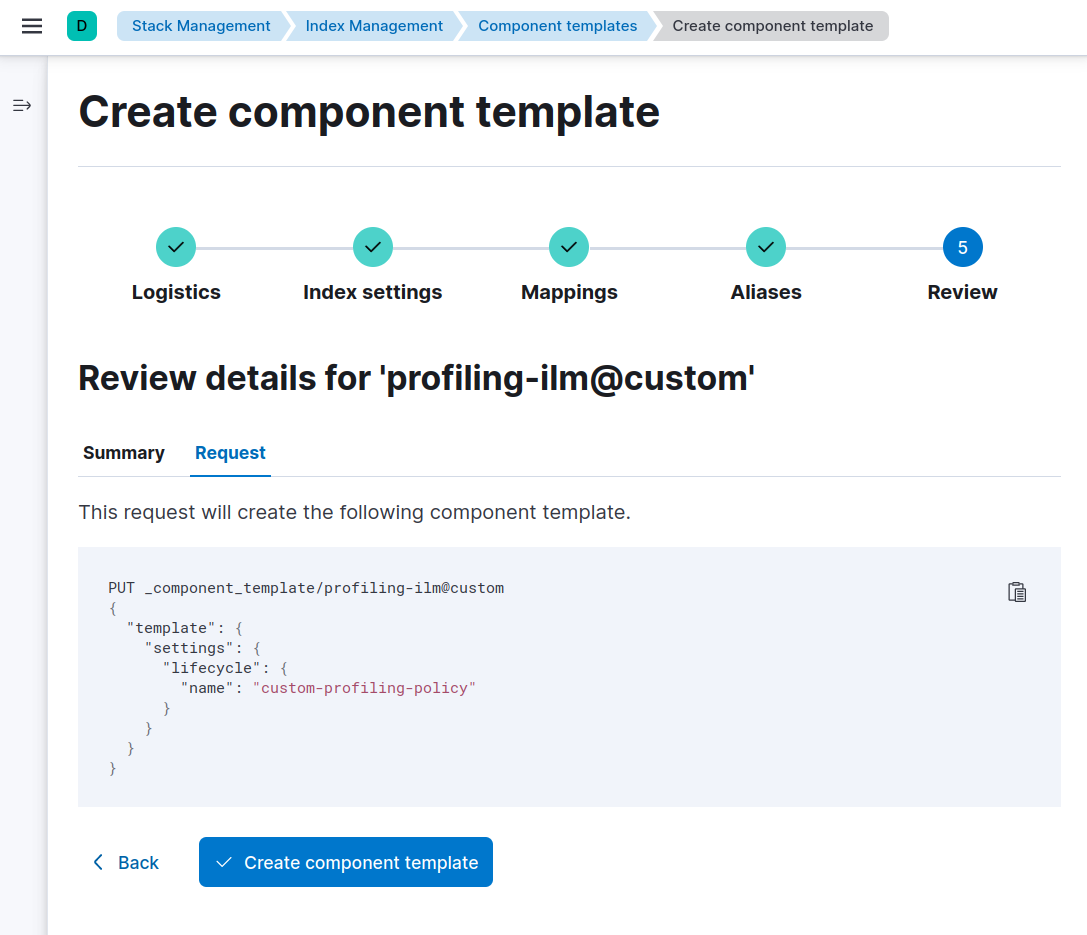 D Stack Management Index Management Component templates Create component template
Create component template
5
Logistics Index settings Mappings Aliases Review
Review details for 'profiling-ilm@custom'
Summary Request
This request will create the following component template.
PUT _component_template/profiling-ilm@custom
{
  "template": {
    "settings": {
      "lifecycle": {
        "name": "custom-profiling-policy"
      }
    }
  }
}
Back Create component template